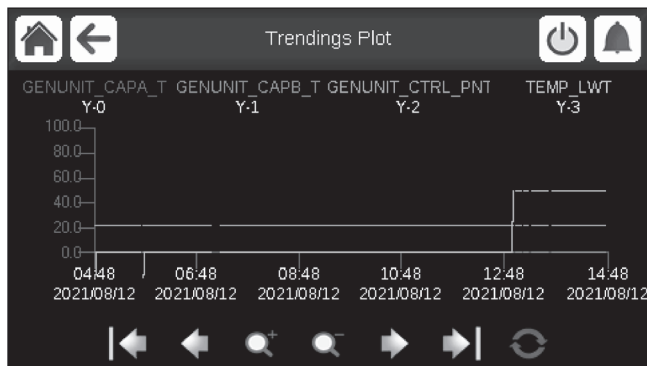 Trendings Plot
GENUNIT_CAPA_T GENUNIT_CAPB_T GENUNIT_CTRL_PNT TEMP_LWT
Y-0 Y-1 Y-2 Y-3
100.0
80.0
60.0
40.0
20.0
0.0
04:48 06:48 08:48 10:48 12:48 14:48
2021/08/12 2021/08/12 2021/08/12 2021/08/12 2021/08/12 2021/08/12